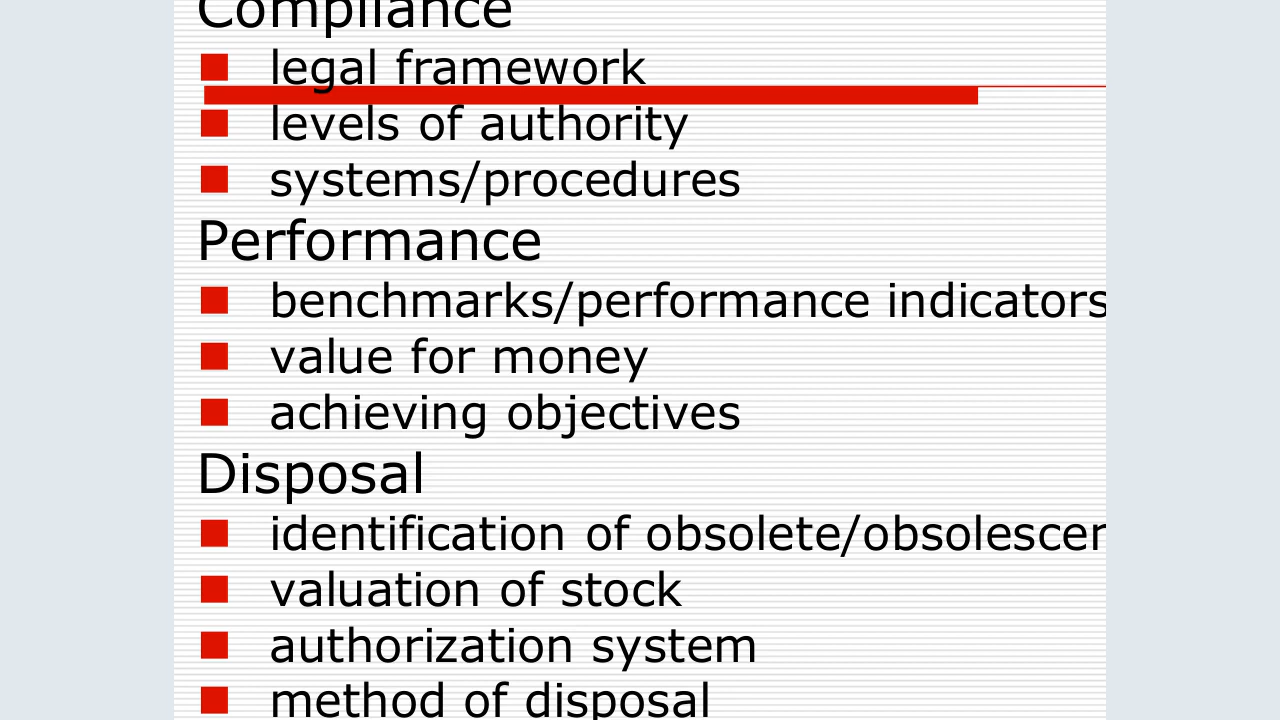 Compliance
legal framework
levels of authority
systems/procedures
Performance
benchmarks/performance indicators
value for money
achieving objectives
Disposal
identification of
valuation of stock
authorization system
method of disposal